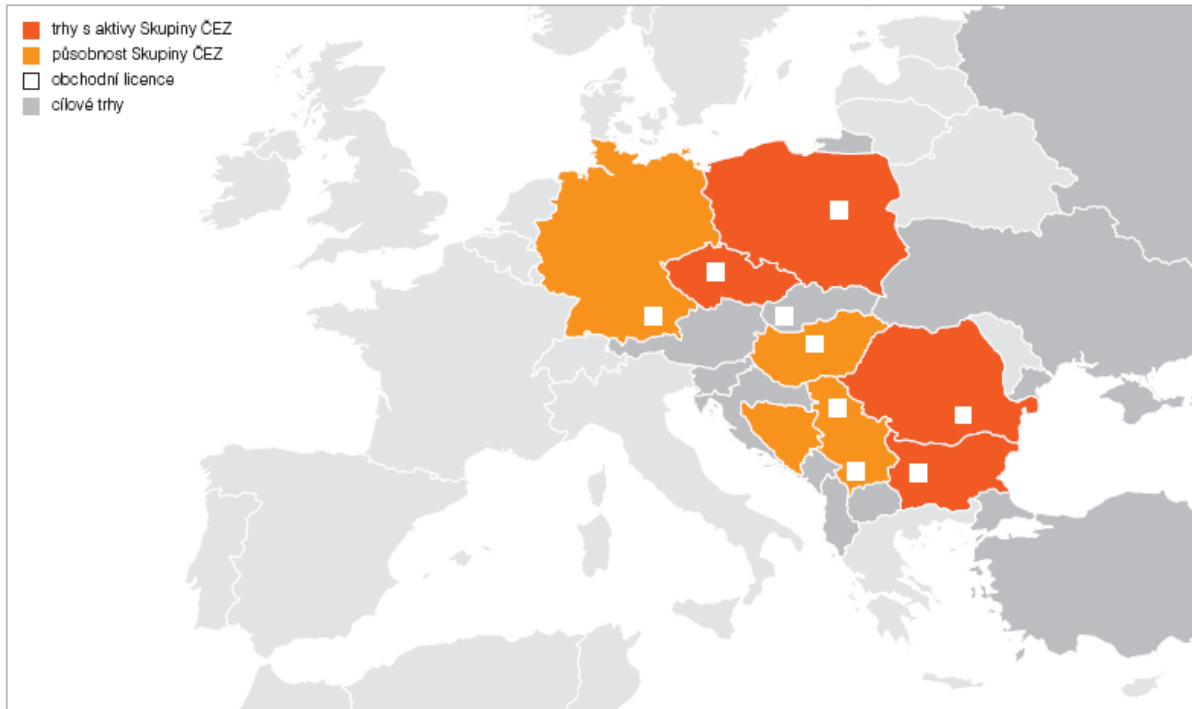 trhy s aktivy Skupiny ČEZ
působnost Skupiny ČEZ
obchodní licence
cílové trhy